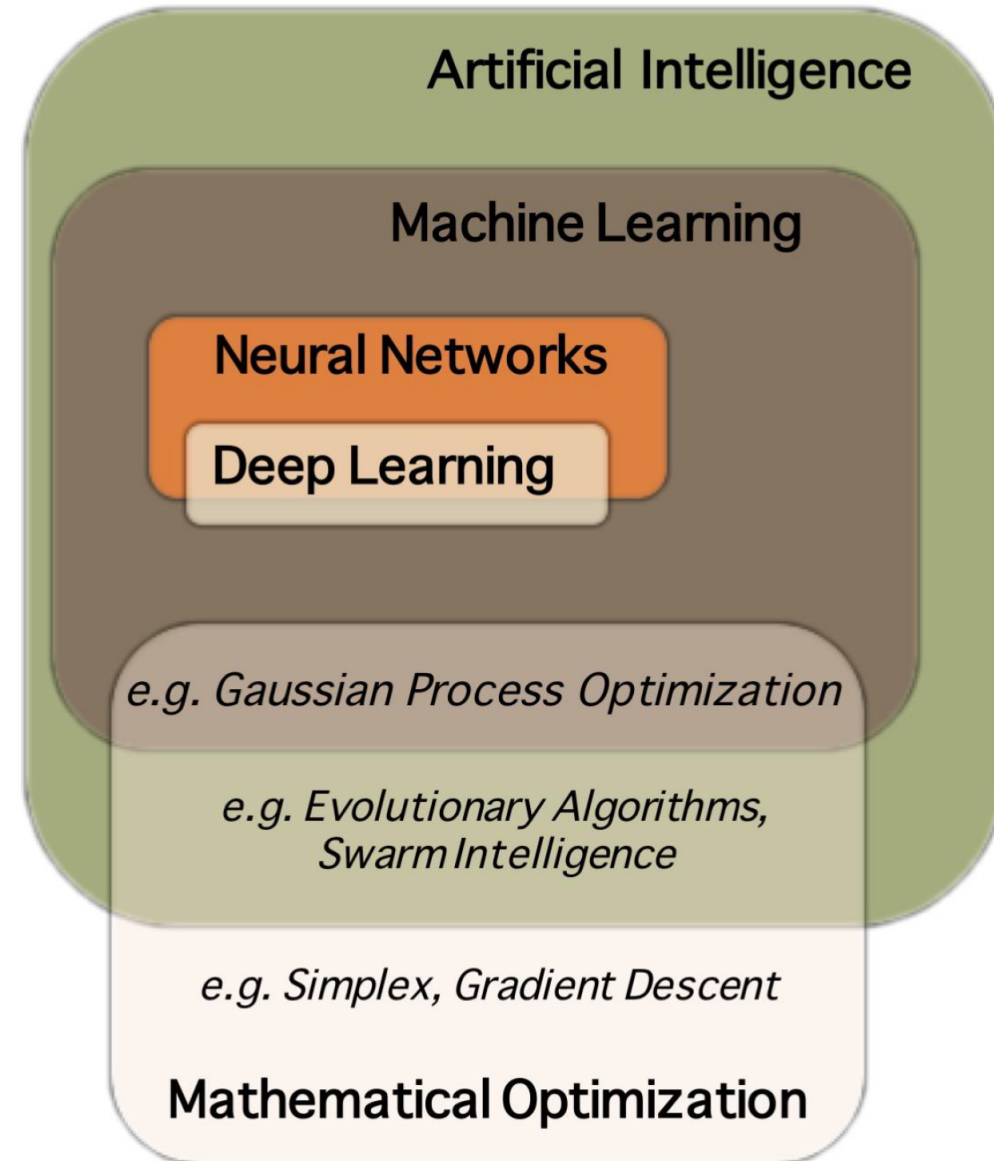 Artificial Intelligence
Machine Learning
Neural Networks
Deep Learning
e.g. Gaussian Process Optimization
e.g. Evolutionary Algorithms,
Swarm Intelligence
e.g. Simplex, Gradient Descent
Mathematical Optimization